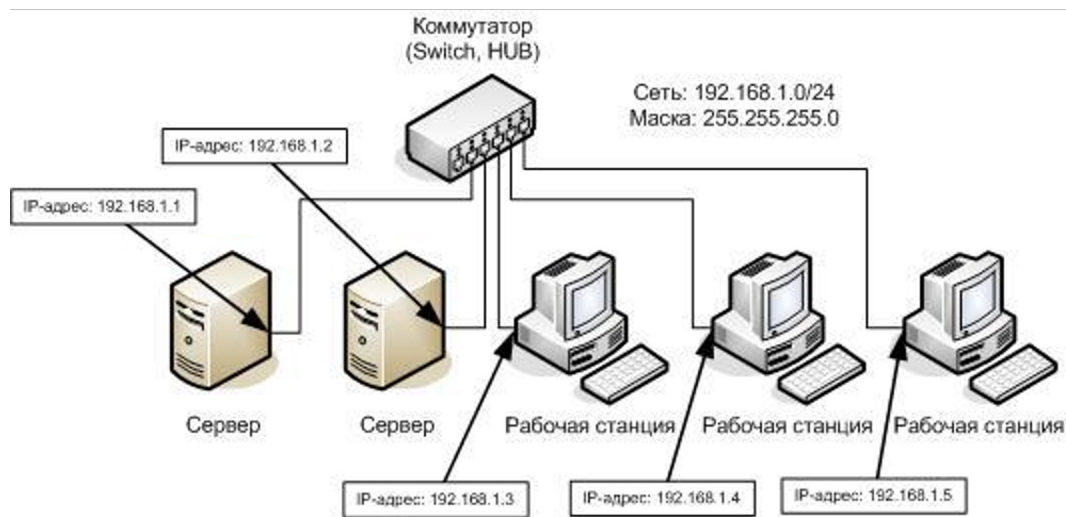 Коммутатор
(Switch, HUB)
Сеть: 192.168.1.0/24
Маска: 255.255.255.0
IP-адрес: 192.168.1.2
IP-адрес: 192.168.1.1
Сервер
Сервер
Рабочая станция
Рабочая станция
Рабочая станция
IP-адрес: 192.168.1.3
IP-адрес: 192.168.1.4
IP-адрес: 192.168.1.5